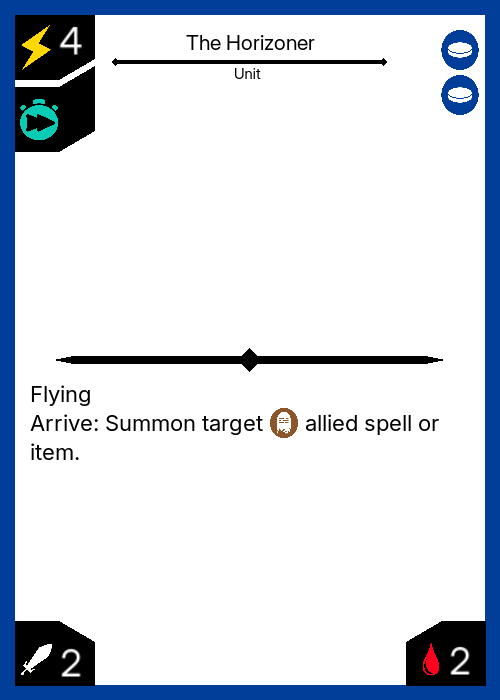 4
The Horizoner
Unit
Flying
Arrive: Summon target allied spell or
item.
2
2